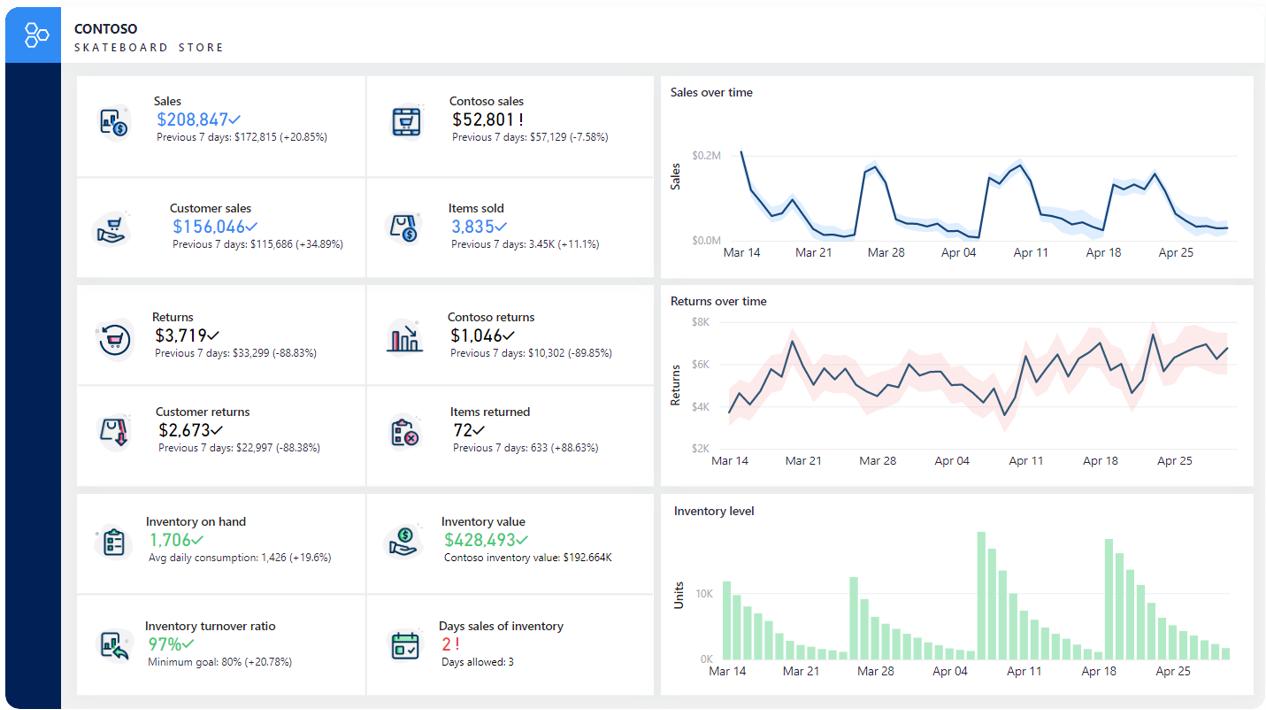 CONTOSO
SKATEBOARD STORE
Sales
$208,847✓
Previous 7 days: $172,815 (+20.85%)
Contoso sales
$52,801 !
Previous 7 days: $57,129 (-7.58%)
Customer sales
$156,046✓
Previous 7 days: $115,686 (+34.89%)
Items sold
3,835✓
Previous 7 days: 3.45K (+11.1%)
Returns
$3,719✓
Previous 7 days: $33,299 (-88.83%)
Contoso returns
$1,046✓
Previous 7 days: $10,302 (-89.85%)
Customer returns
$2,673✓
Previous 7 days: $22,997 (-88.38%)
Items returned
72✓
Previous 7 days: 633 (+88.63%)
Inventory on hand
1,706✓
Avg daily consumption: 1,426 (+19.6%)
Inventory value
$428,493✓
Contoso inventory value: $192.664K
Inventory turnover ratio
97%✓
Minimum goal: 80% (+20.78%)
Days sales of inventory
2 !
Days allowed: 3
Sales over time
Sales
$0.2M
$0.0M
Mar 14 Mar 21 Mar 28 Apr 04 Apr 11 Apr 18 Apr 25
Returns over time
Returns
$8K
$6K
$4K
$2K
Mar 14 Mar 21 Mar 28 Apr 04 Apr 11 Apr 18 Apr 25
Inventory level
Units
10K
0K
Mar 14 Mar 21 Mar 28 Apr 04 Apr 11 Apr 18 Apr 25